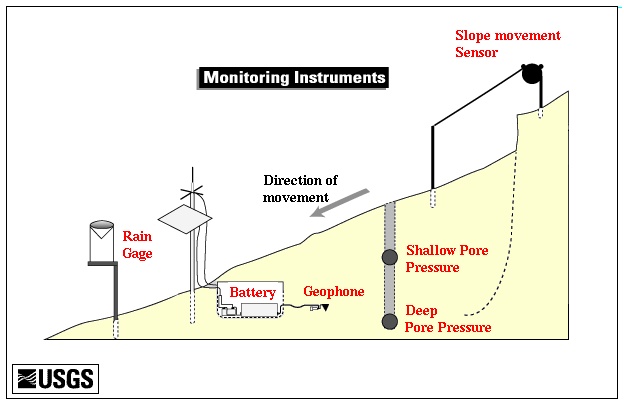 Slope movement
Sensor
Monitoring Instruments
Direction of
movement
Rain
Gage
Shallow Pore
Pressure
Battery
Geophone
Deep
Pore Pressure
USGS